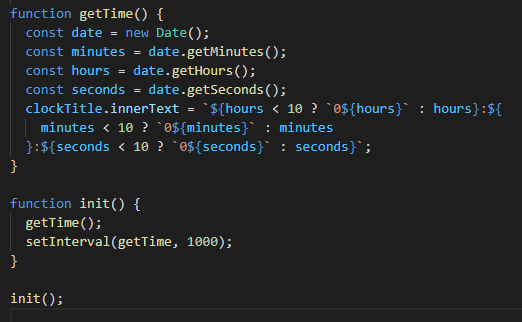 function getTime() {
const date = new Date();
const minutes = date.getMinutes();
const hours = date.getHours();
const seconds = date.getSeconds();
clockTitle.innerText = `${hours < 10 ? `0${hours}` : hours}:${
minutes < 10 ? `0${minutes}` : minutes
}:${seconds < 10 ? `0${seconds}` : seconds}`;
}
function init() {
getTime();
setInterval(getTime, 1000);
}
init();